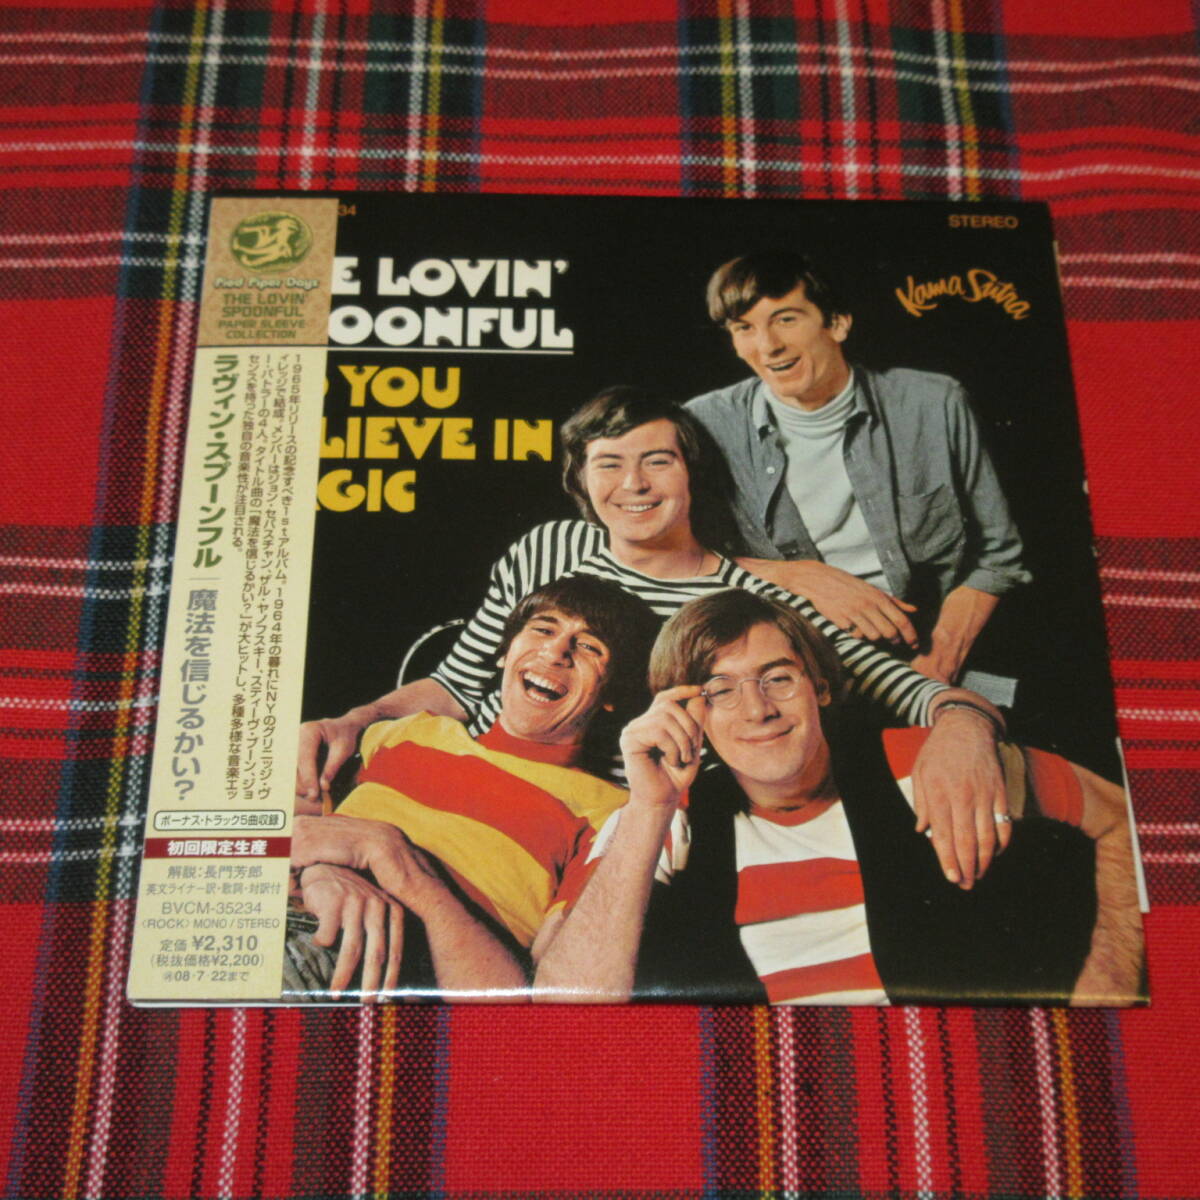 Pied Piper Days
THE LOVIN'
SPOONFUL
PAPER SLEEVE
COLLECTION
ラヴィン・スプーンフル
魔法を信じるかい?
1965年リリースの記念すべき1stアルバム。1964年の暮れにNYのグリニッジ・ヴ
ィレッジで結成。メンバーはジョン・セバスチャン、ザル・ヤノフスキー、スティーヴ・ブーン、ジョ
ー・バトラーの4人。タイトル曲の「魔法を信じるかい?」が大ヒットし、多種多様な音楽エッ
センスを持った独自の音楽性が注目される。
ボーナス・トラック5曲収録
初回限定生産
解説:長門芳郎
英文ライナー訳・歌詞・対訳付
BVCM-35234
〈ROCK〉 MONO / STEREO
定価 ¥2,310
(税抜価格¥2,200)
08・7・22まで
34
STEREO
E LOVIN'
POONFUL
YOU
LIEVE IN
GIC
Kama Sutra